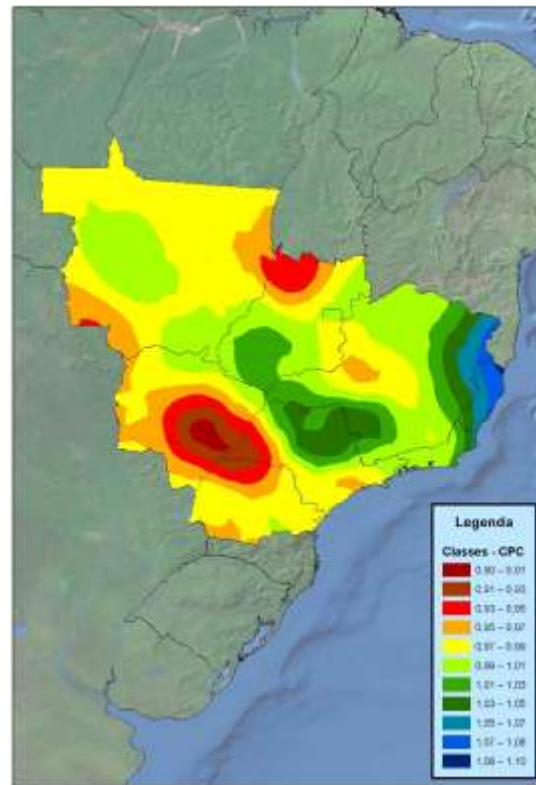 Legenda
Classes - CPC
0.90 – 0.91
0.91 – 0.93
0.93 – 0.95
0.95 – 0.97
0.97 – 0.99
0.99 – 1.01
1.01 – 1.03
1.03 – 1.05
1.05 – 1.07
1.07 – 1.08
1.08 – 1.10